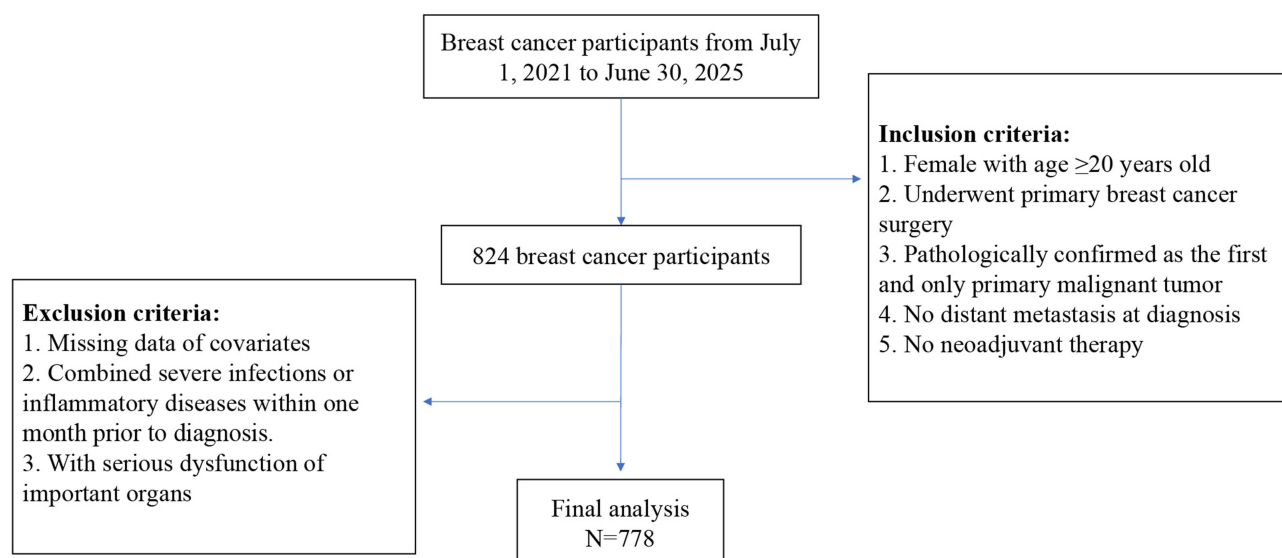 Breast cancer participants from July
1, 2021 to June 30, 2025
Inclusion criteria:
1. Female with age ≥20 years old
2. Underwent primary breast cancer
surgery
3. Pathologically confirmed as the first
and only primary malignant tumor
4. No distant metastasis at diagnosis
5. No neoadjuvant therapy
824 breast cancer participants
Exclusion criteria:
1. Missing data of covariates
2. Combined severe infections or
inflammatory diseases within one
month prior to diagnosis.
3. With serious dysfunction of
important organs
Final analysis
N=778